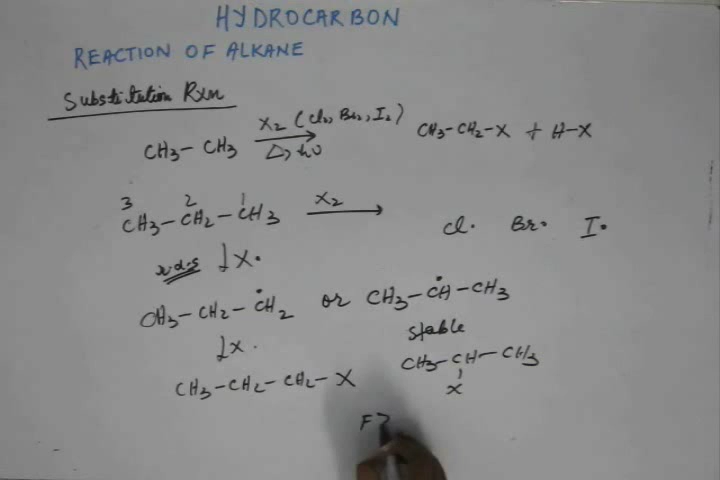 HYDROCARBON
REACTION OF ALKANE
Substitution Rxn
CH3-CH3 X2 (Cl2, Br2, I2) Δ, hν CH3-CH2-X + H-X
3 2 1
CH3-CH2-CH3 X2 → Cl• Br• I•
r.d.s ↓X•
CH3-CH2-ĊH2 or CH3-ĊH-CH3
↓X• stable
CH3-CH2-CH2-X CH3-CH-CH3
X
F>